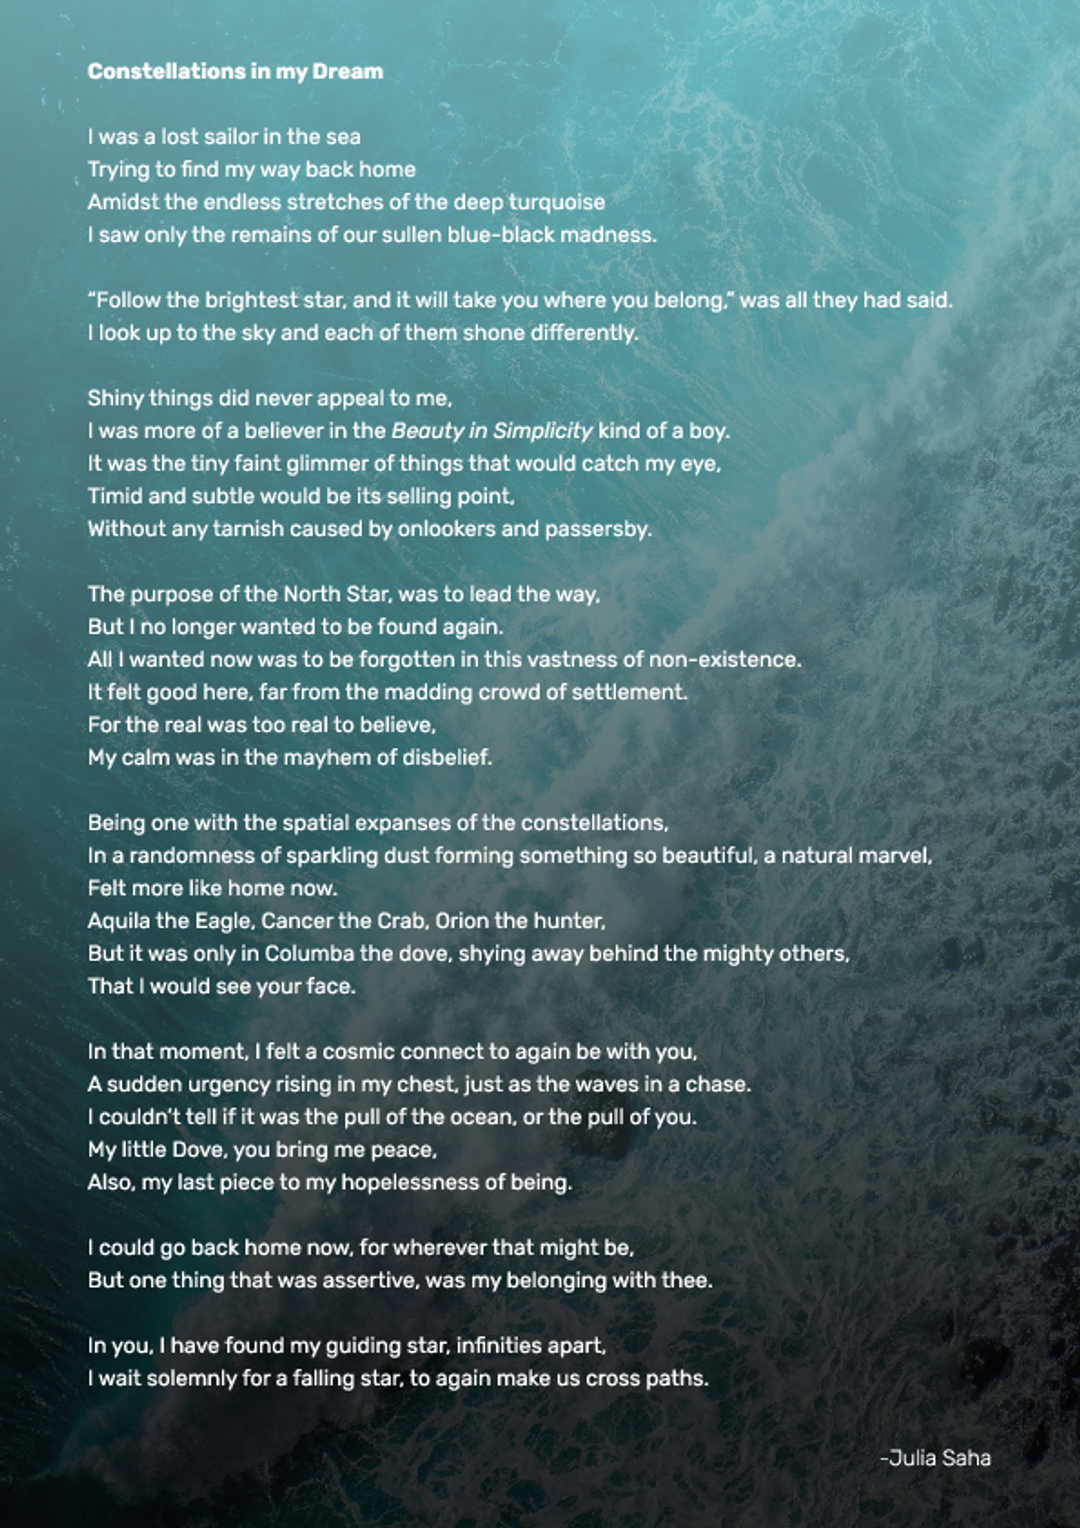 Constellations in my Dream
I was a lost sailor in the sea
Trying to find my way back home
Amidst the endless stretches of the deep turquoise
I saw only the remains of our sullen blue-black madness.
“Follow the brightest star, and it will take you where you belong,” was all they had said.
I look up to the sky and each of them shone differently.
Shiny things did never appeal to me,
I was more of a believer in the Beauty in Simplicity kind of a boy.
It was the tiny faint glimmer of things that would catch my eye,
Timid and subtle would be its selling point,
Without any tarnish caused by onlookers and passersby.
The purpose of the North Star, was to lead the way,
But I no longer wanted to be found again.
All I wanted now was to be forgotten in this vastness of non-existence.
It felt good here, far from the madding crowd of settlement.
For the real was too real to believe,
My calm was in the mayhem of disbelief.
Being one with the spatial expanses of the constellations,
In a randomness of sparkling dust forming something so beautiful, a natural marvel,
Felt more like home now.
Aquila the Eagle, Cancer the Crab, Orion the hunter,
But it was only in Columba the dove, shying away behind the mighty others,
That I would see your face.
In that moment, I felt a cosmic connect to again be with you,
A sudden urgency rising in my chest, just as the waves in a chase.
I couldn’t tell if it was the pull of the ocean, or the pull of you.
My little Dove, you bring me peace,
Also, my last piece to my hopelessness of being.
I could go back home now, for wherever that might be,
But one thing that was assertive, was my belonging with thee.
In you, I have found my guiding star, infinities apart,
I wait solemnly for a falling star, to again make us cross paths.
-Julia Saha